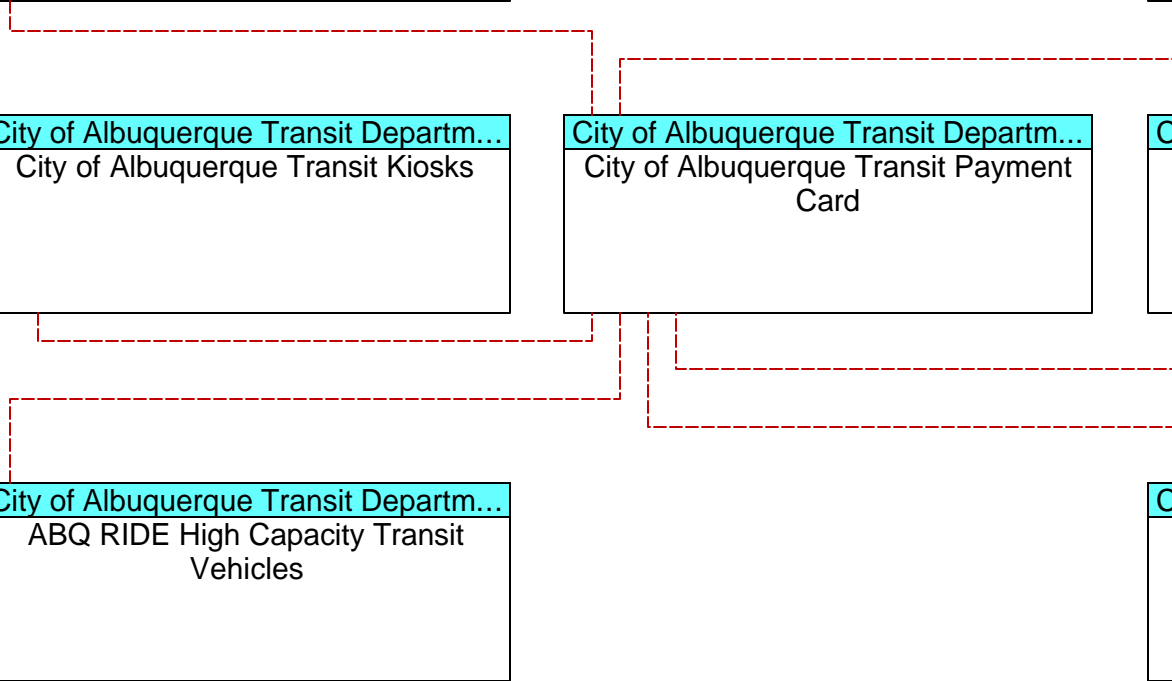 City of Albuquerque Transit Departm...
City of Albuquerque Transit Kiosks
City of Albuquerque Transit Departm...
City of Albuquerque Transit Payment
Card
City of Albuquerque Transit Departm...
ABQ RIDE High Capacity Transit
Vehicles